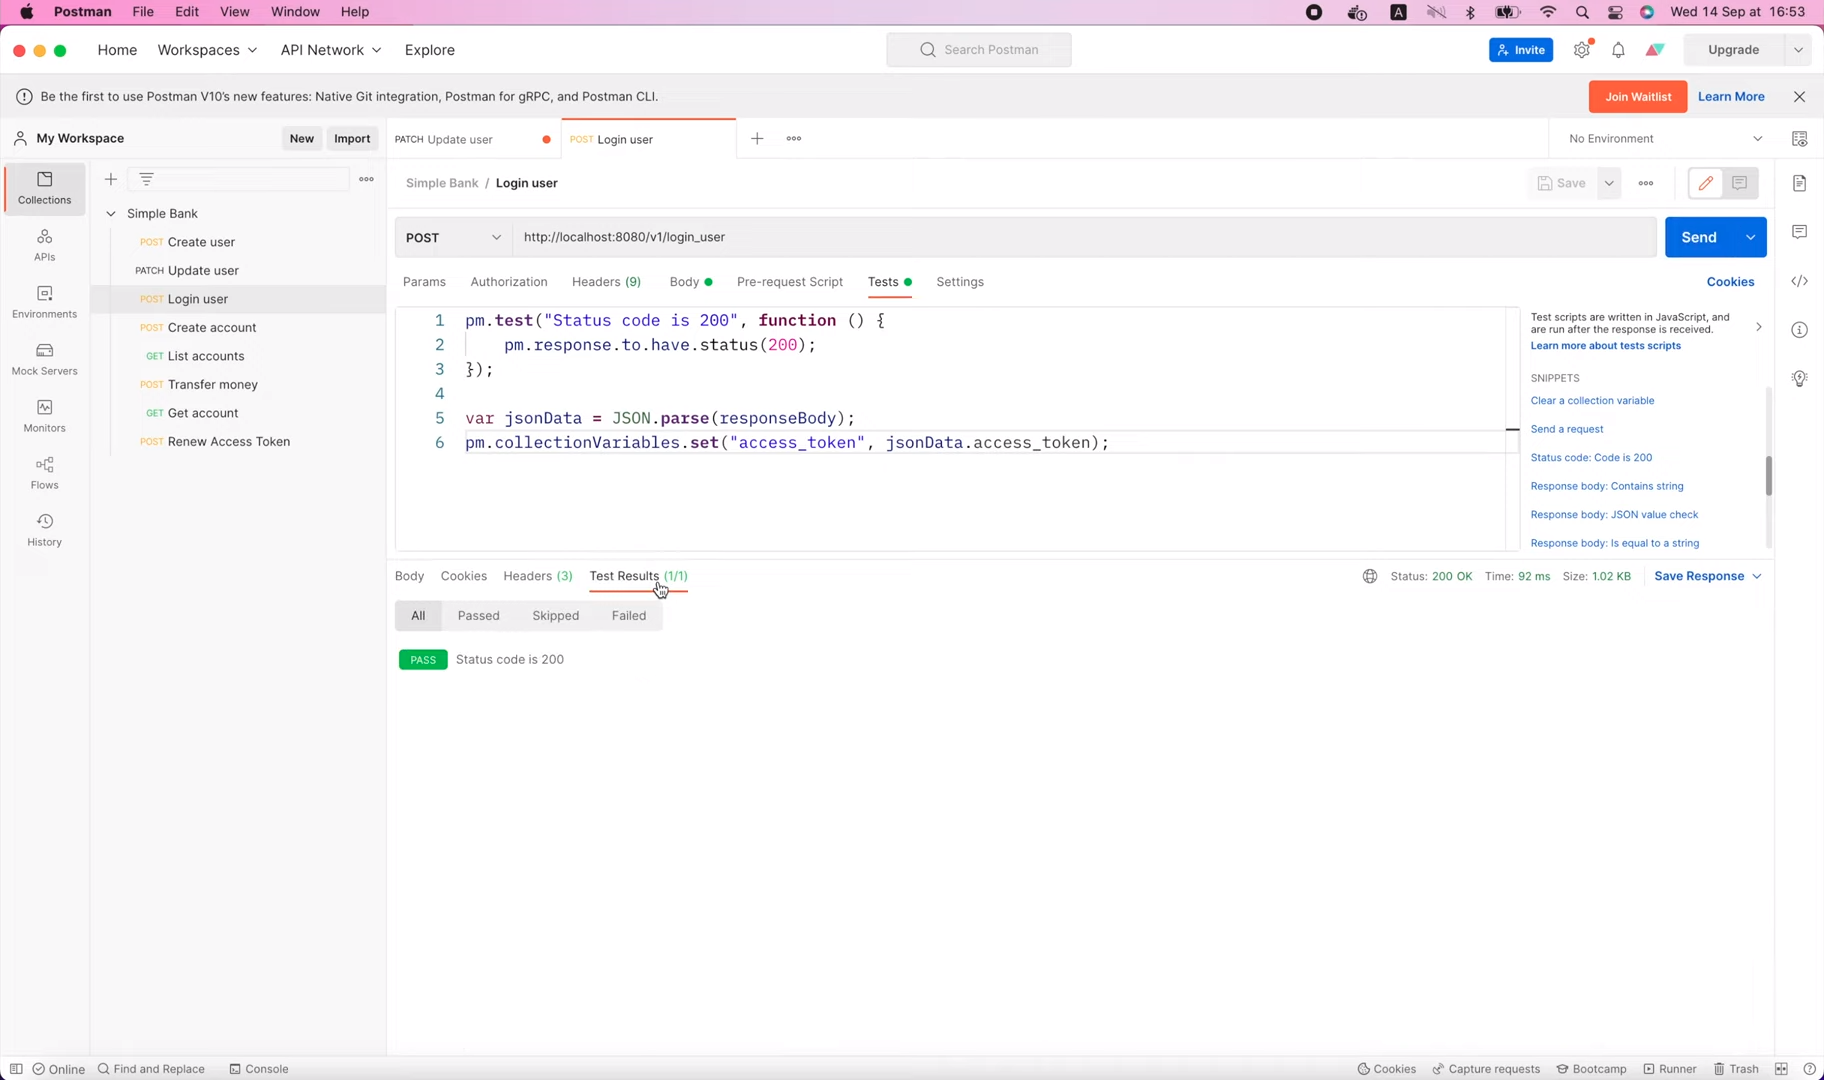 Postman File Edit View Window Help
A Wed 14 Sep at 16:53
Home Workspaces API Network Explore
Search Postman
Invite
Upgrade
Be the first to use Postman V10's new features: Native Git integration, Postman for gRPC, and Postman CLI.
Join Waitlist Learn More
My Workspace New Import
PATCH Update user
POST Login user
No Environment
Collections
APIs
Environments
Mock Servers
Monitors
Flows
History
Simple Bank
POST Create user
PATCH Update user
POST Login user
POST Create account
GET List accounts
POST Transfer money
GET Get account
POST Renew Access Token
Simple Bank / Login user
Save
POST http://localhost:8080/v1/login_user
Send
Params Authorization Headers (9) Body Pre-request Script Tests Settings Cookies
1 pm.test("Status code is 200", function () {
2 pm.response.to.have.status(200);
3 });
4
5 var jsonData = JSON.parse(responseBody);
6 pm.collectionVariables.set("access_token", jsonData.access_token);
Test scripts are written in JavaScript, and
are run after the response is received.
Learn more about tests scripts
SNIPPETS
Clear a collection variable
Send a request
Status code: Code is 200
Response body: Contains string
Response body: JSON value check
Response body: Is equal to a string
Body Cookies Headers (3) Test Results (1/1)
Status: 200 OK Time: 92 ms Size: 1.02 KB Save Response
All Passed Skipped Failed
PASS Status code is 200
Online Find and Replace Console
Cookies Capture requests Bootcamp Runner Trash